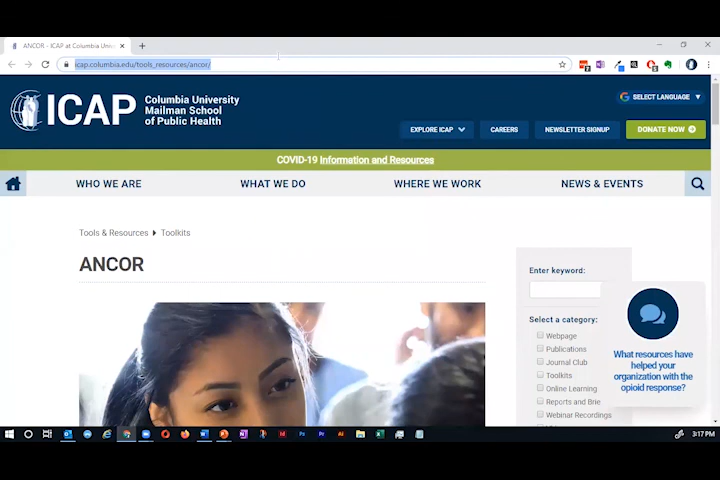 ANCOR - ICAP at Columbia Univ
icap.columbia.edu/tools_resources/ancor/
ICAP
Columbia University
Mailman School
of Public Health
SELECT LANGUAGE
EXPLORE ICAP
CAREERS
NEWSLETTER SIGNUP
DONATE NOW
COVID-19 Information and Resources
WHO WE ARE
WHAT WE DO
WHERE WE WORK
NEWS & EVENTS
Tools & Resources
Toolkits
ANCOR
Enter keyword:
Select a category:
Webpage
Publications
Journal Club
Toolkits
Online Learning
Reports and Brie
Webinar Recordings
What resources have
helped your
organization with the
opioid response?
3:17 PM